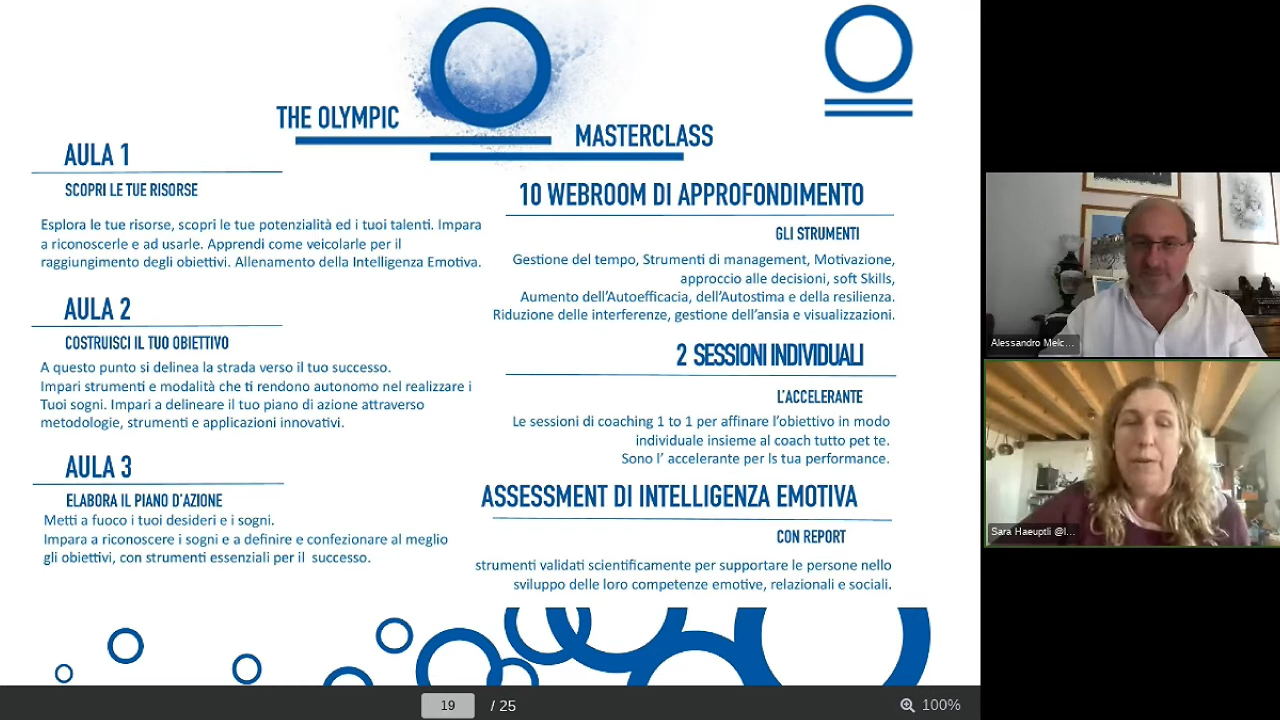 THE OLYMPIC
MASTERCLASS
AULA 1
SCOPRI LE TUE RISORSE
Esplora le tue risorse, scopri le tue potenzialità ed i tuoi talenti. Impara
a riconoscerle e ad usarle. Apprendi come veicolarle per il
raggiungimento degli obiettivi. Allenamento della Intelligenza Emotiva.
AULA 2
COSTRUISCI IL TUO OBIETTIVO
A questo punto si delinea la strada verso il tuo successo.
Impari strumenti e modalità che ti rendono autonomo nel realizzare i
Tuoi sogni. Impari a delineare il tuo piano di azione attraverso
metodologie, strumenti e applicazioni innovativi.
AULA 3
ELABORA IL PIANO D'AZIONE
Metti a fuoco i tuoi desideri e i sogni.
Impara a riconoscere i sogni e a definire e confezionare al meglio
gli obiettivi, con strumenti essenziali per il  successo.
10 WEBROOM DI APPROFONDIMENTO
GLI STRUMENTI
Gestione del tempo, Strumenti di management, Motivazione,
approccio alle decisioni, soft Skills,
Aumento dell'Autoefficacia, dell'Autostima e della resilienza.
Riduzione delle interferenze, gestione dell'ansia e visualizzazioni.
2 SESSIONI INDIVIDUALI
L'ACCELERANTE
Le sessioni di coaching 1 to 1 per affinare l'obiettivo in modo
individuale insieme al coach tutto pet te.
Sono l' accelerante per ls tua performance.
ASSESSMENT DI INTELLIGENZA EMOTIVA
CON REPORT
strumenti validati scientificamente per supportare le persone nello
sviluppo delle loro competenze emotive, relazionali e sociali.
Alessandro Melc...
Sara Haeuptli @l...
19 / 25
100%